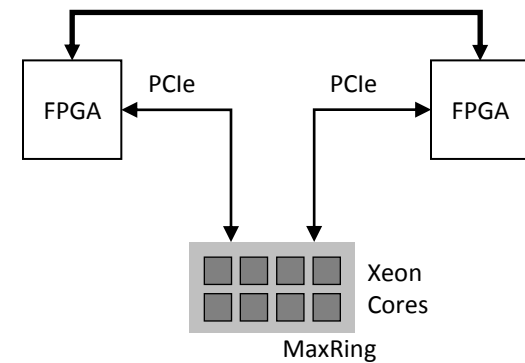 PCIe
PCIe
FPGA
FPGA
Xeon
Cores
MaxRing